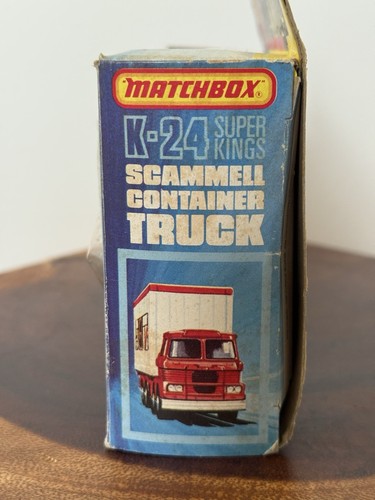 "MATCHBOX"®
K-24 SUPER KINGS
SCAMMELL
CONTAINER
TRUCK